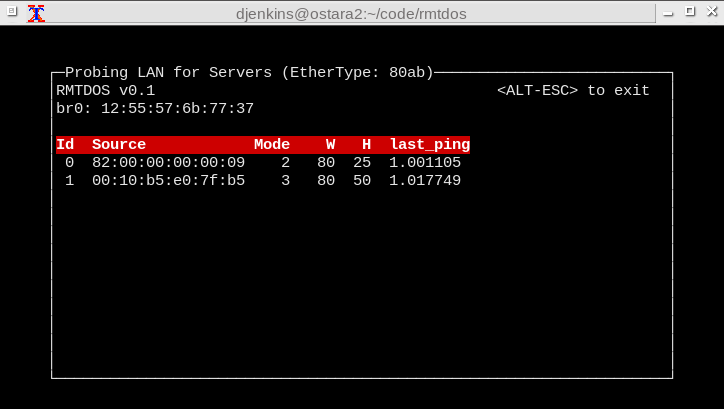 djenkins@ostara2:~/code/rmtdos
Probing LAN for Servers (EtherType: 80ab)
RMTDOS v0.1 <ALT-ESC> to exit
br0: 12:55:57:6b:77:37
Id Source Mode W H last_ping
0 82:00:00:00:00:09 2 80 25 1.001105
1 00:10:b5:e0:7f:b5 3 80 50 1.017749